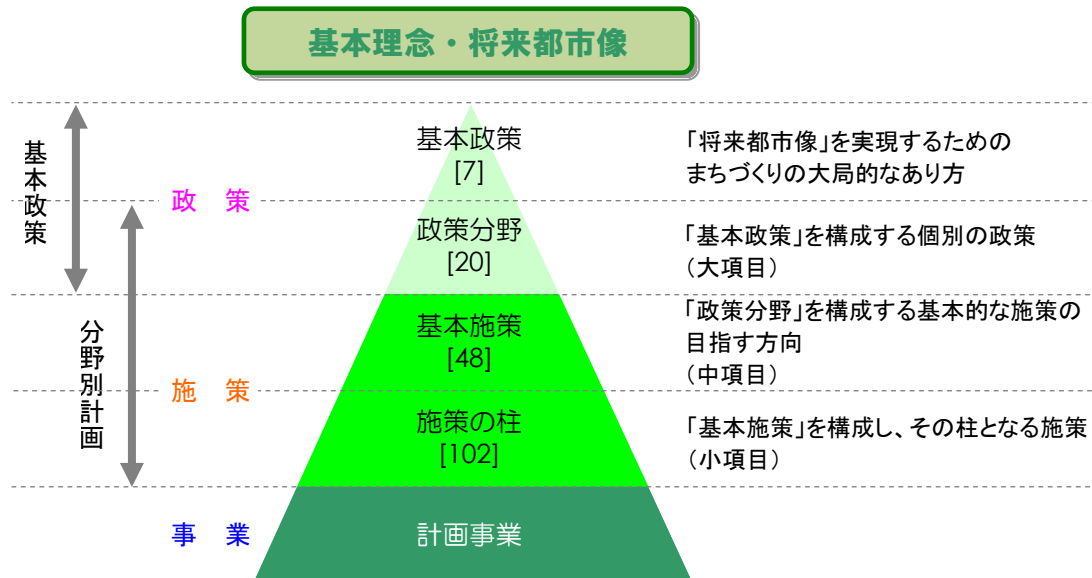 基本理念・将来都市像
基本政策
分野別計画
政 策
施 策
事 業
基本政策
[7]
政策分野
[20]
基本施策
[48]
施策の柱
[102]
計画事業
「将来都市像」を実現するための
まちづくりの大局的なあり方
「基本政策」を構成する個別の政策
（大項目）
「政策分野」を構成する基本的な施策の
目指す方向
（中項目）
「基本施策」を構成し、その柱となる施策
（小項目）